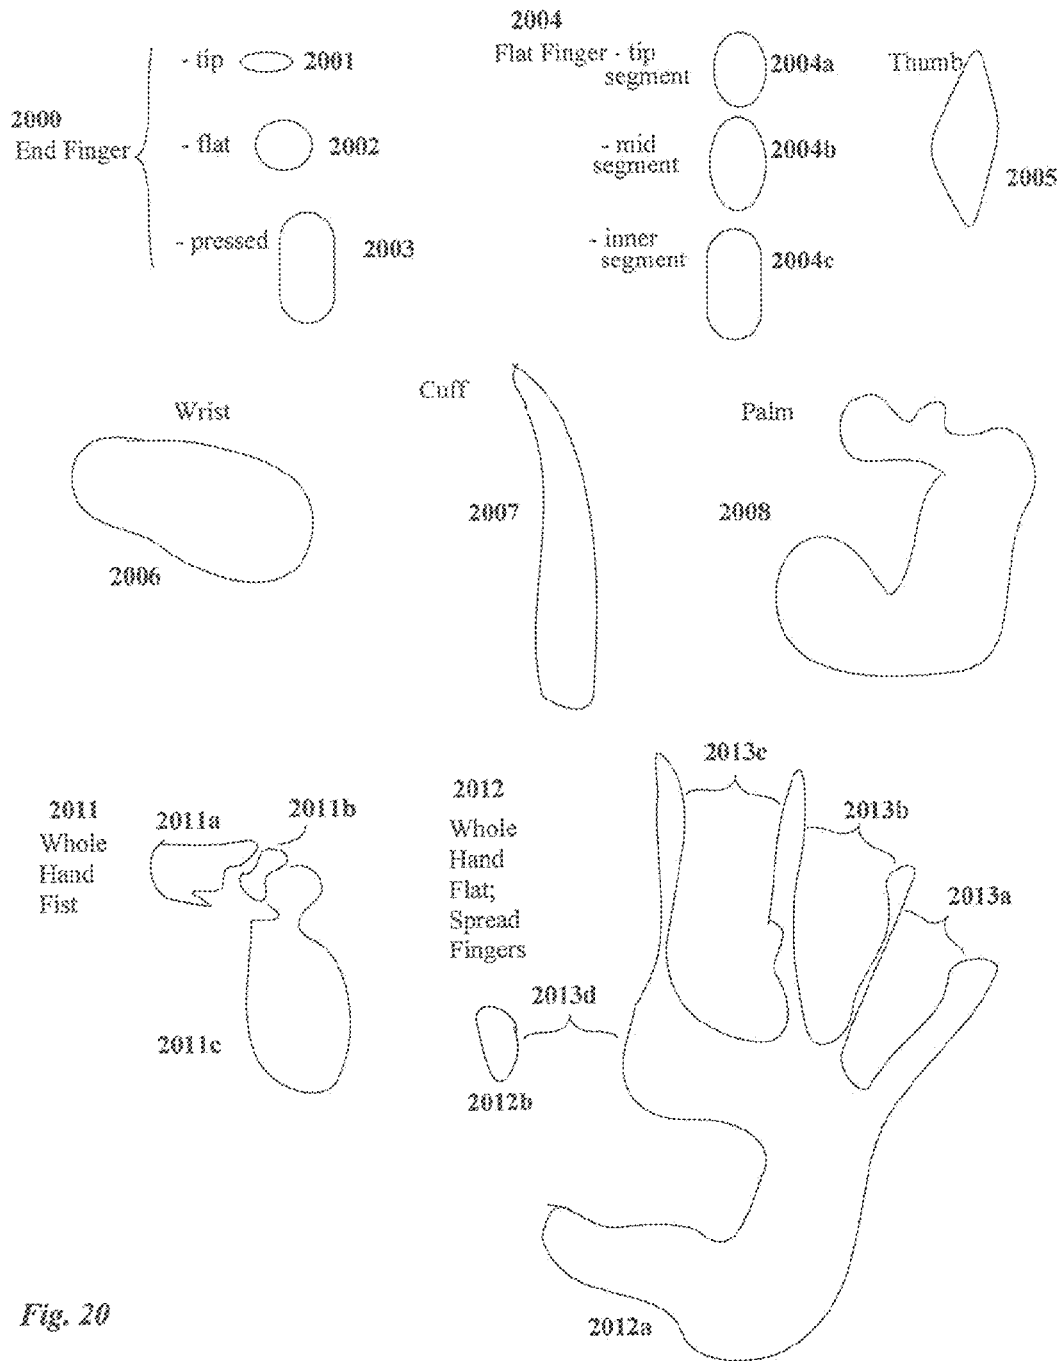 2000
End Finger
- tip
2001
- flat
2002
- pressed
2003
2004
Flat Finger - tip
segment
2004a
- mid
segment
2004b
- inner
segment
2004c
Thumb
2005
Wrist
2006
Cuff
2007
Palm
2008
2011
Whole
Hand
Fist
2011a
2011b
2011c
2012
Whole
Hand
Flat;
Spread
Fingers
2013c
2013b
2013a
2013d
2012b
2012a
Fig. 20